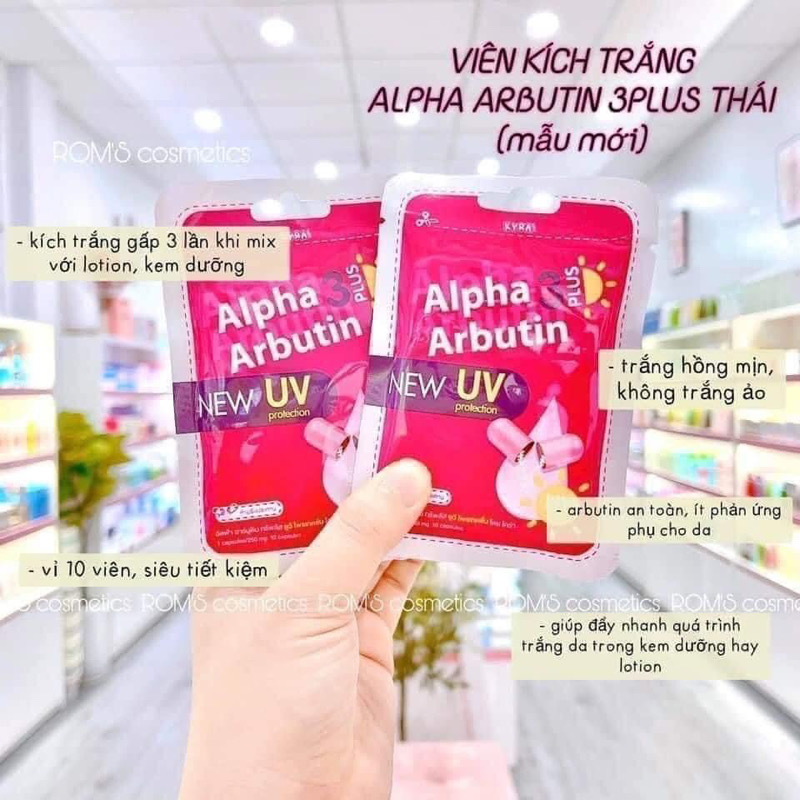 VIÊN KÍCH TRẮNG
ALPHA ARBUTIN 3PLUS THÁI
(mẫu mới)
ROM'S cosmetics
- kích trắng gấp 3 lần khi mix
với lotion, kem dưỡng
Alpha 3
PLUS
Arbutin
NEW UV
protection
KYRA
Alpha 3
PLUS
Arbutin
NEW UV
protection
- trắng hồng mịn,
không trắng ảo
- arbutin an toàn, ít phản ứng
phụ cho da
- vỉ 10 viên, siêu tiết kiệm
S cosmetics ROM'S cosmetics, ROM'S cosmetics, ROM'S cosme
- giúp đẩy nhanh quá trình
trắng da trong kem dưỡng hay
lotion